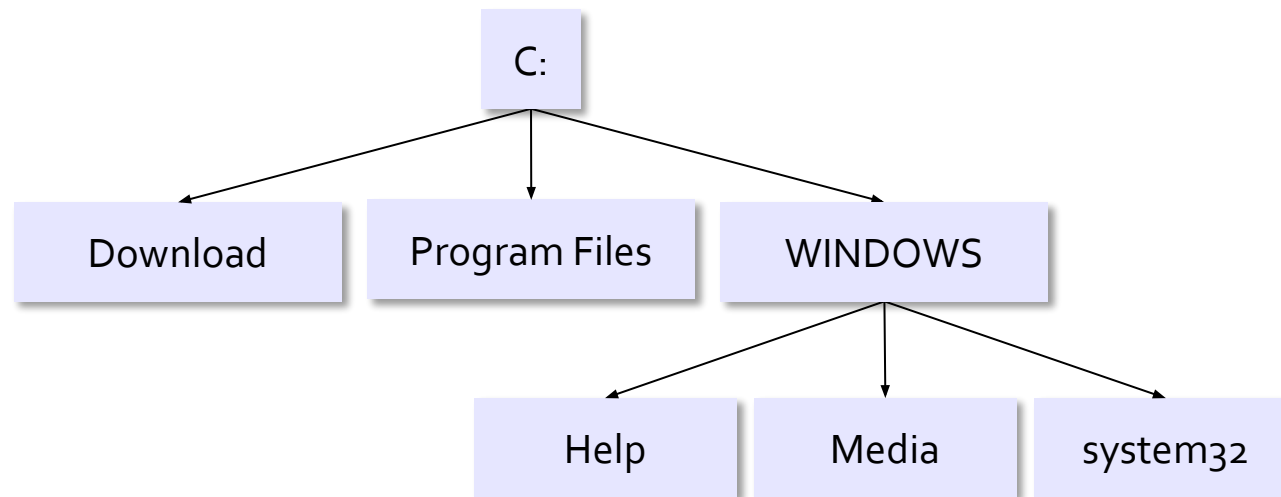 C:
Download
Program Files
WINDOWS
Help
Media
system32